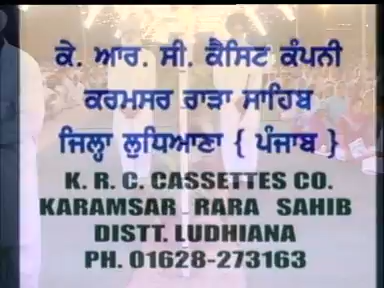 ਕੇ. ਆਰ. ਸੀ. ਕੈਸਿਟ ਕੰਪਨੀ
ਕਰਮਸਰ ਰਾੜਾ ਸਾਹਿਬ
ਜਿਲ੍ਹਾ ਲੁਧਿਆਣਾ { ਪੰਜਾਬ }
K. R. C. CASSETTES CO.
KARAMSAR RARA SAHIB
DISTT. LUDHIANA
PH. 01628-273163